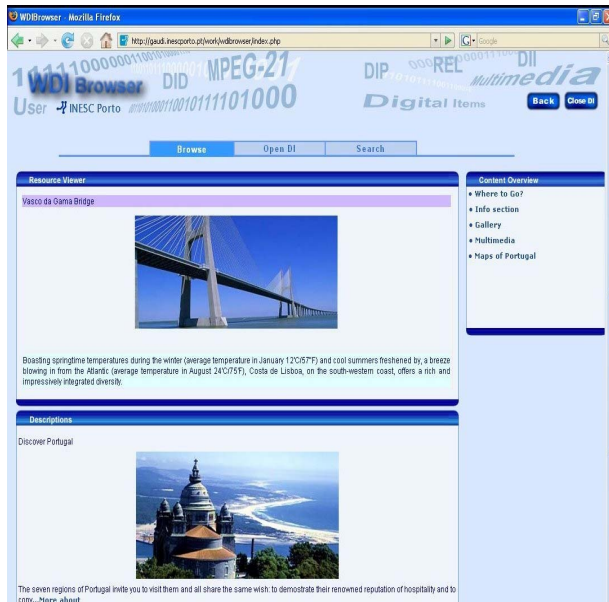 WDIBrowser - Mozilla Firefox
http://gaudi.inescporto.pt/work/wdibrowser/index.php
Google
WDI Browser
DID
MPEG-21
DIP
REL
DII
Multimedia
User
INESC Porto
Digital Items
Back
Close DI
Browse
Open DI
Search
Resource Viewer
Vasco da Gama Bridge
Boasting springtime temperatures during the winter (average temperature in January 12'C/57°F) and cool summers freshened by, a breeze
blowing in from the Atlantic (average temperature in August 24'C/75'F), Costa de Lisboa, on the south-western coast, offers a rich and
impressively integrated diversity.
Content Overview
• Where to Go?
• Info section
• Gallery
• Multimedia
• Maps of Portugal
Descriptions
Discover Portugal
The seven regions of Portugal invite you to visit them and all share the same wish: to demostrate their renowned reputation of hospitality and to
conv...More about